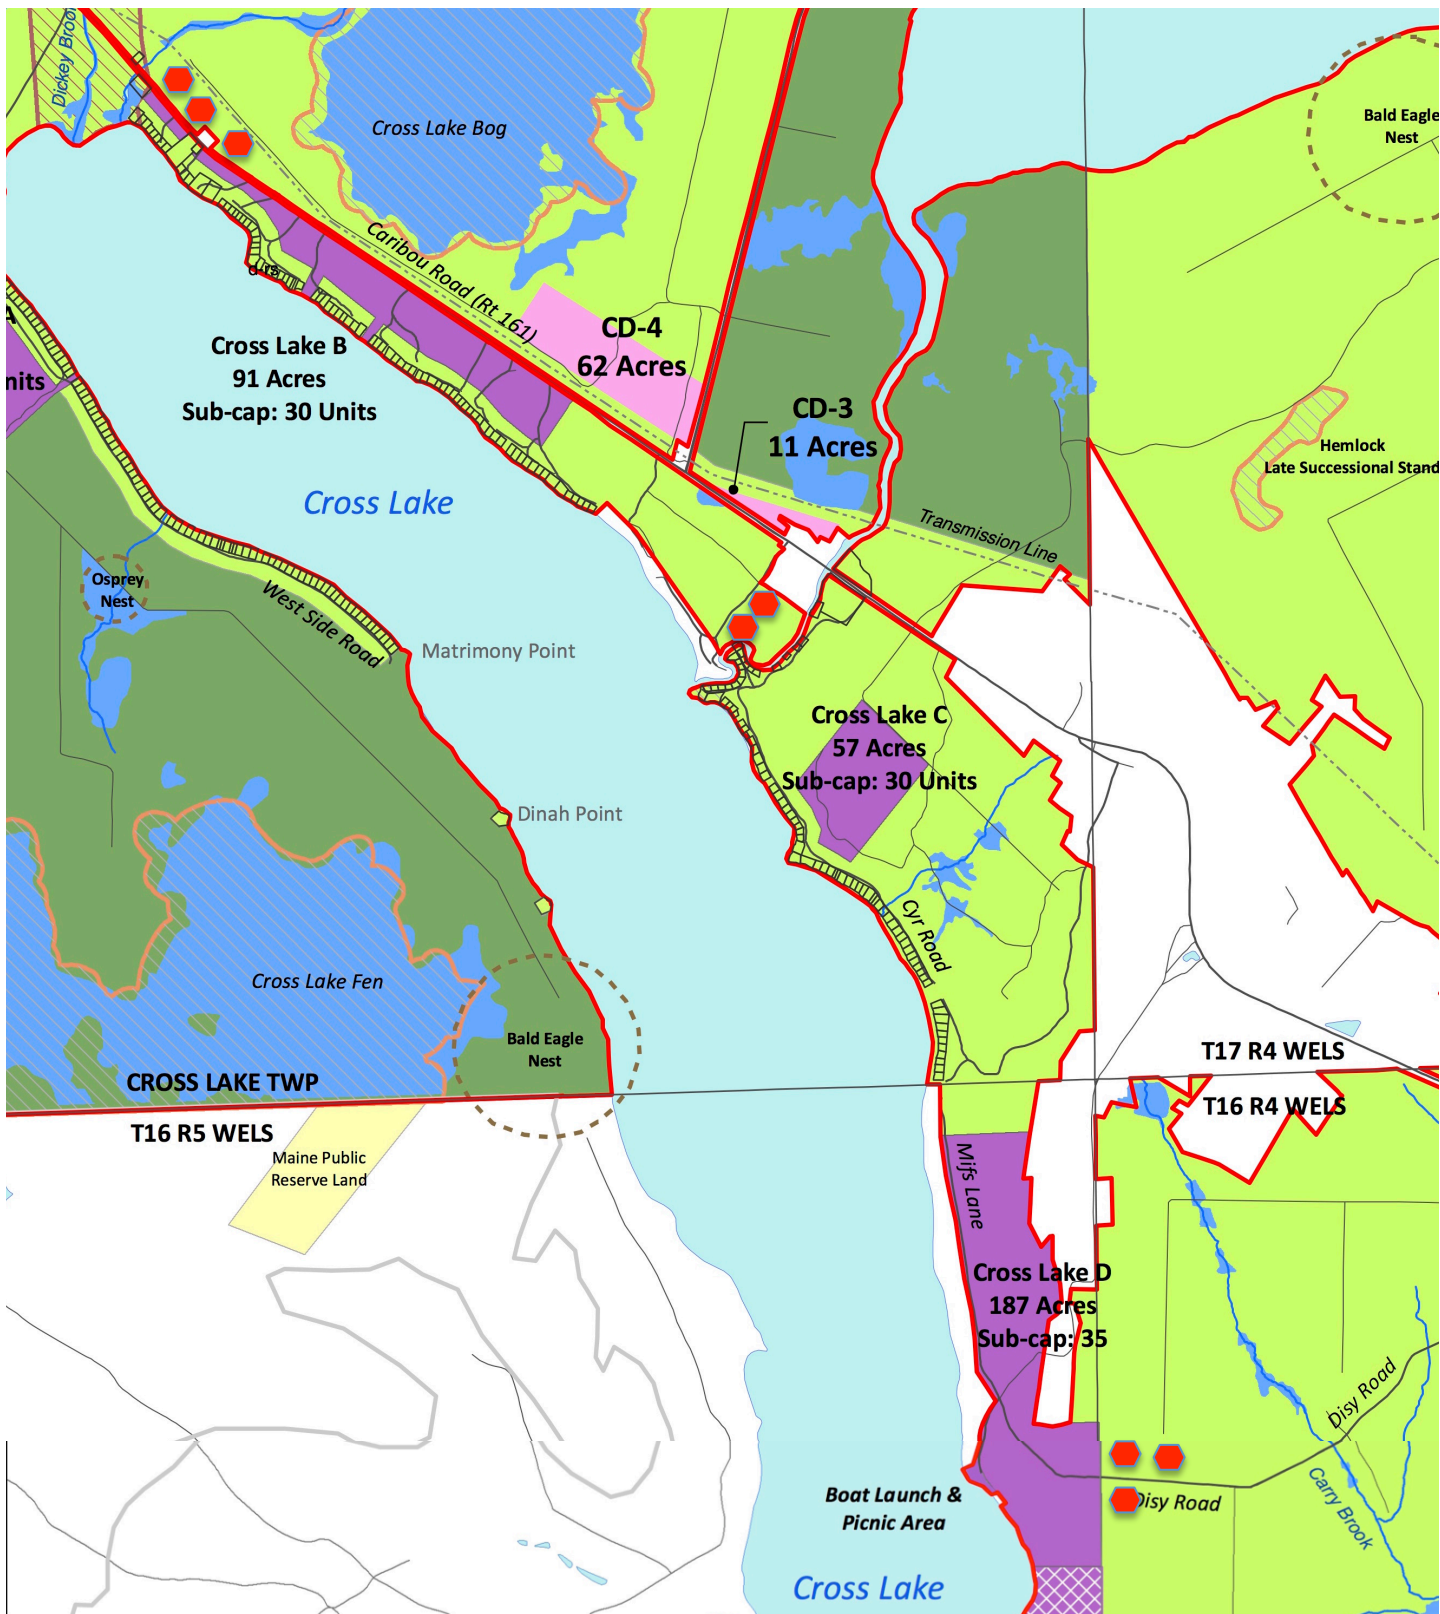 Dickey Brook
Cross Lake Bog
Bald Eagle
Nest
Caribou Road (Rt 161)
CD-4
62 Acres
Cross Lake B
91 Acres
Sub-cap: 30 Units
A
nits
CD-3
11 Acres
Hemlock
Late Successional Stand
Cross Lake
Transmission Line
Osprey
Nest
West Side Road
Matrimony Point
Cross Lake C
57 Acres
Sub-cap: 30 Units
Dinah Point
Cyr Road
Cross Lake Fen
Bald Eagle
Nest
CROSS LAKE TWP
T17 R4 WELS
T16 R4 WELS
T16 R5 WELS
Maine Public
Reserve Land
Mifs Lane
Cross Lake D
187 Acres
Sub-cap: 35
Disy Road
Boat Launch &
Picnic Area
Disy Road
Carry Brook
Cross Lake